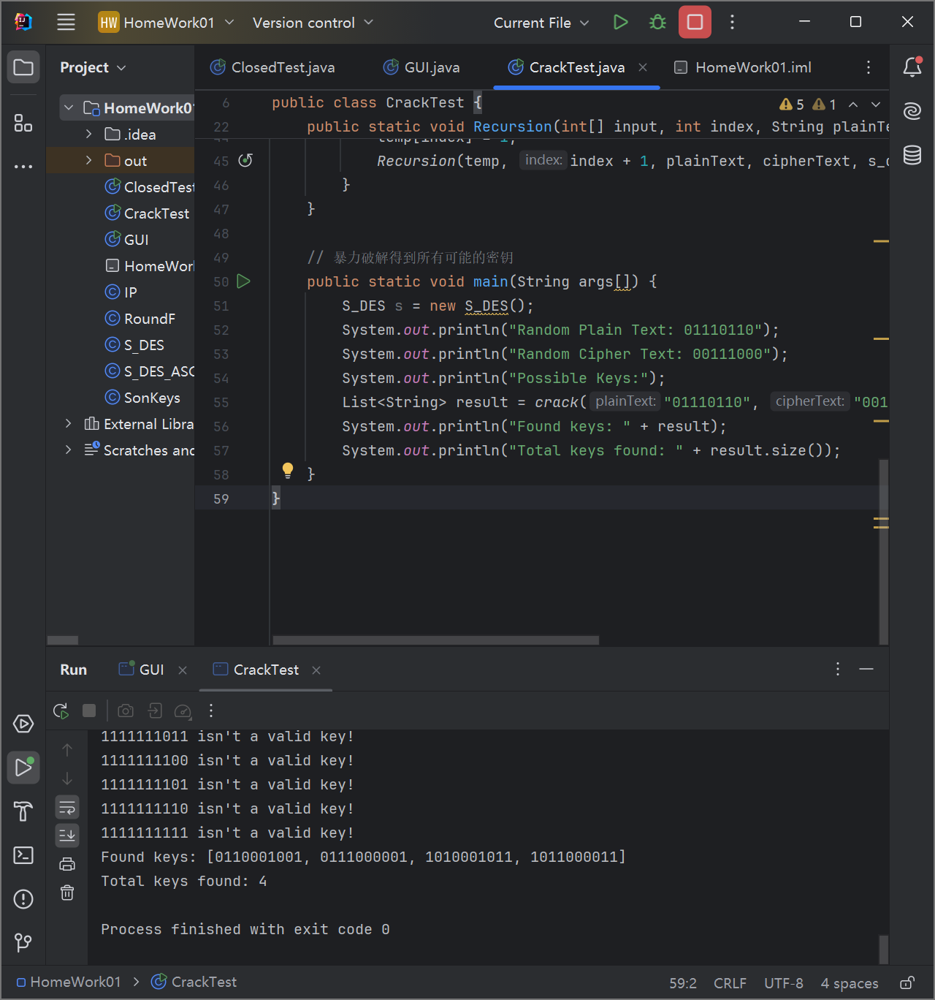 HW HomeWork01 Version control Current File
Project
ClosedTest.java GUI.java CrackTest.java HomeWork01.iml
HomeWork01
.idea
out
ClosedTest
CrackTest
GUI
HomeWor
IP
RoundF
S_DES
S_DES_ASC
SonKeys
External Libra
Scratches and
5 1
6 public class CrackTest {
22 public static void Recursion(int[] input, int index, String plainTe
44 temp[index] = 1;
45 Recursion(temp, index: index + 1, plainText, cipherText, s_d
46 }
47 }
48
49 // 暴力破解得到所有可能的密钥
50 public static void main(String args[]) {
51 S_DES s = new S_DES();
52 System.out.println("Random Plain Text: 01110110");
53 System.out.println("Random Cipher Text: 00111000");
54 System.out.println("Possible Keys:");
55 List<String> result = crack( plainText: "01110110", cipherText: "001
56 System.out.println("Found keys: " + result);
57 System.out.println("Total keys found: " + result.size());
58 }
59 }
Run GUI CrackTest
1111111011 isn't a valid key!
1111111100 isn't a valid key!
1111111101 isn't a valid key!
1111111110 isn't a valid key!
1111111111 isn't a valid key!
Found keys: [0110001001, 0111000001, 1010001011, 1011000011]
Total keys found: 4
Process finished with exit code 0
HomeWork01 > CrackTest 59:2 CRLF UTF-8 4 spaces